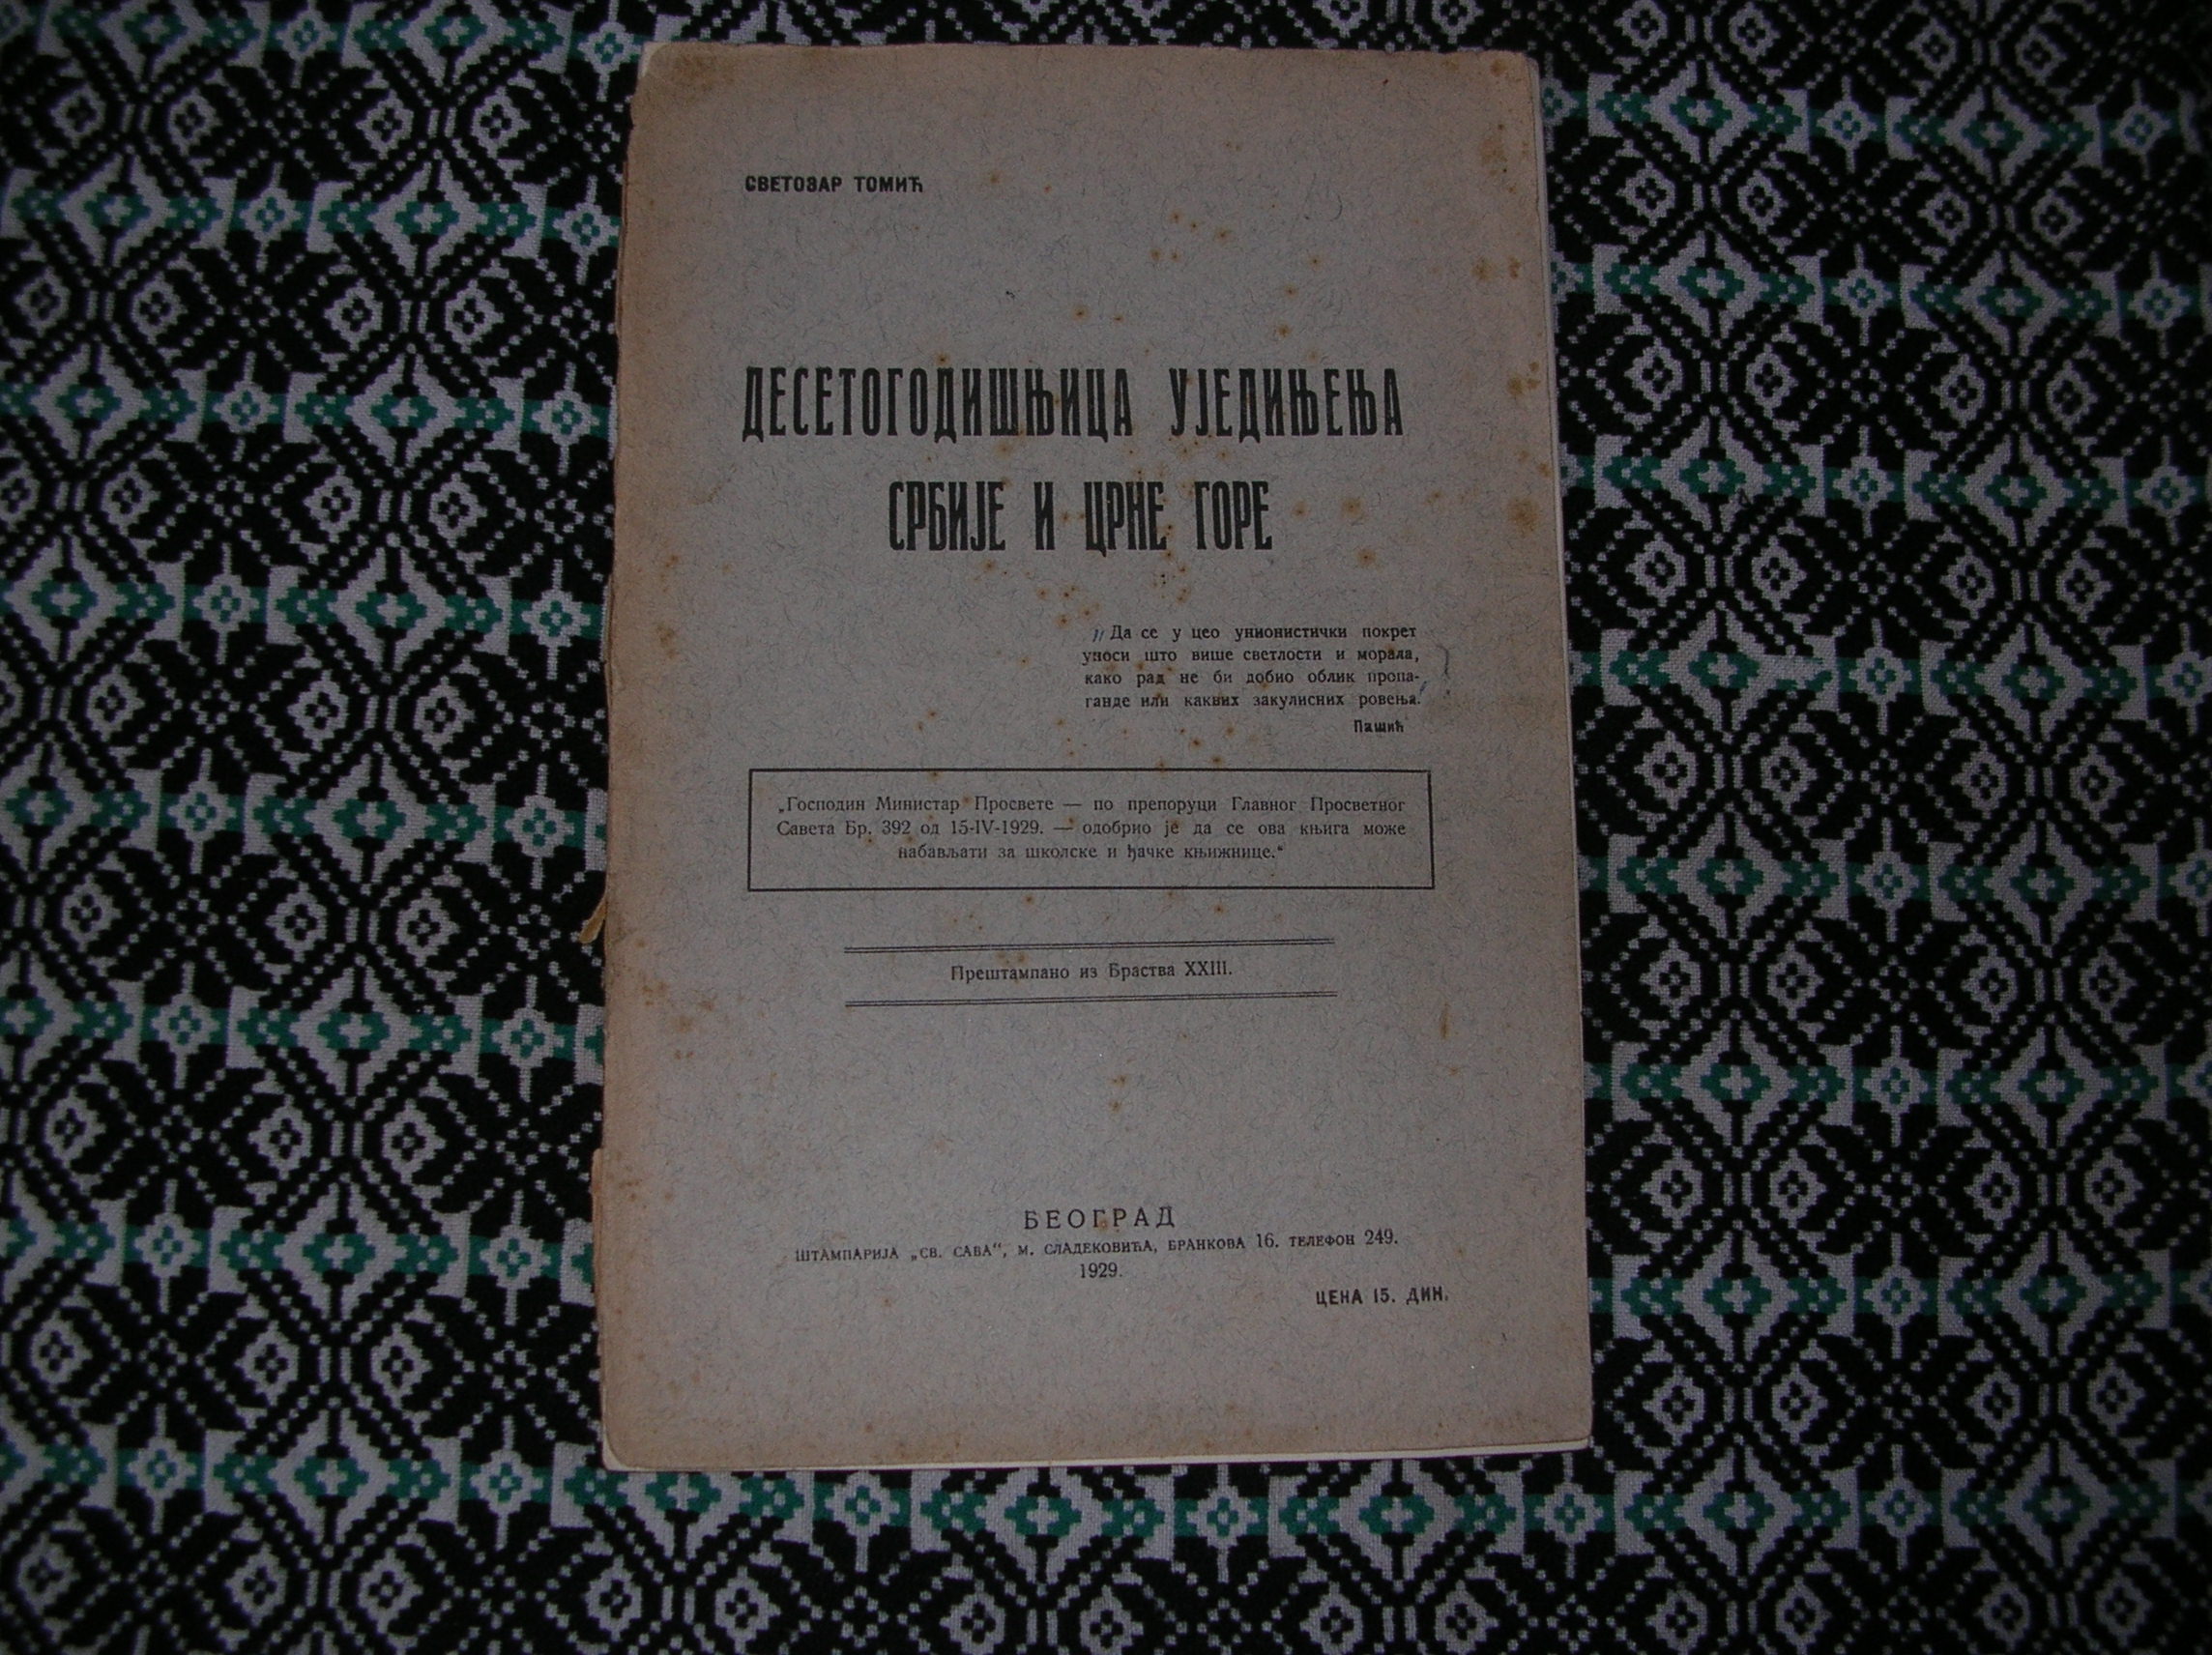 СВЕТОЗАР ТОМИЋ
ДЕСЕТОГОДИШЊИЦА УЈЕДИЊЕЊА
СРБИЈЕ И ЦРНЕ ГОРЕ
„Да се у цео унионистички покрет
уноси што више светлости и морала,
како рад не би добио облик пропа-
ганде или каквих закулисних ровења.
Пашић
„Господин Министар Просвете — по препоруци Главног Просветног
Савета Бр. 392 од 15-IV-1929. — одобрио је да се ова књига може
набављати за школске и ђачке књижнице.“
Прештампано из Браства XXIII.
БЕОГРАД
ШТАМПАРИЈА „СВ. САВА“, М. СЛАДЕКОВИЋА, БРАНКОВА 16. ТЕЛЕФОН 249.
1929.
ЦЕНА 15. ДИН.